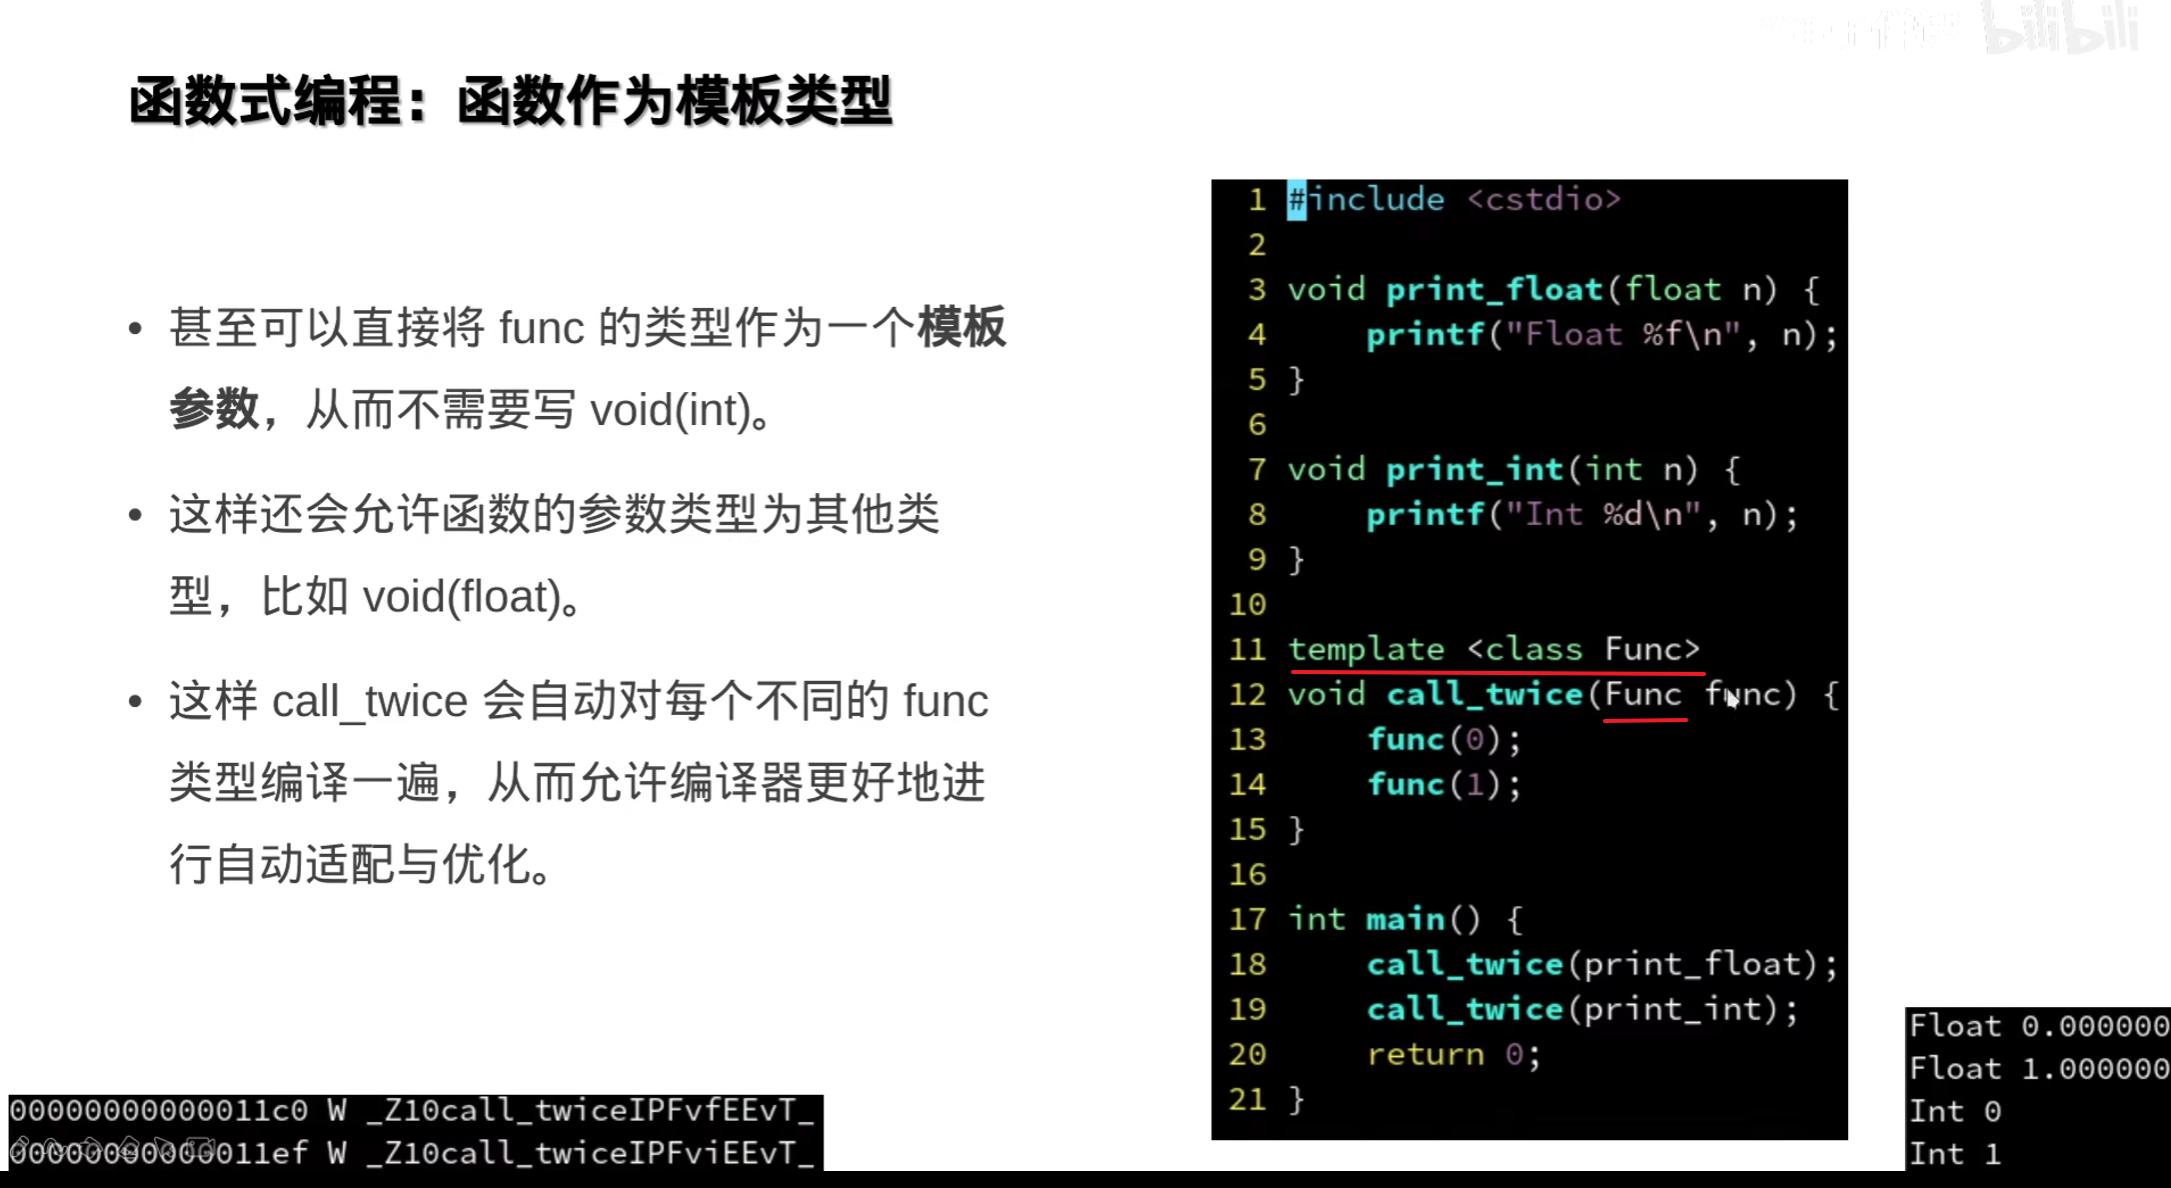 bilibili
函数式编程：函数作为模板类型
• 甚至可以直接将 func 的类型作为一个模板
参数，从而不需要写 void(int)。
• 这样还会允许函数的参数类型为其他类
型，比如 void(float)。
• 这样 call_twice 会自动对每个不同的 func
类型编译一遍，从而允许编译器更好地进
行自动适配与优化。
1 #include <cstdio>
2
3 void print_float(float n) {
4     printf("Float %f\n", n);
5 }
6
7 void print_int(int n) {
8     printf("Int %d\n", n);
9 }
10
11 template <class Func>
12 void call_twice(Func func) {
13     func(0);
14     func(1);
15 }
16
17 int main() {
18     call_twice(print_float);
19     call_twice(print_int);
20     return 0;
21 }
00000000000011c0 W _Z10call_twiceIPFvfEEvT_
00000000000011ef W _Z10call_twiceIPFviEEvT_
Float 0.000000
Float 1.000000
Int 0
Int 1